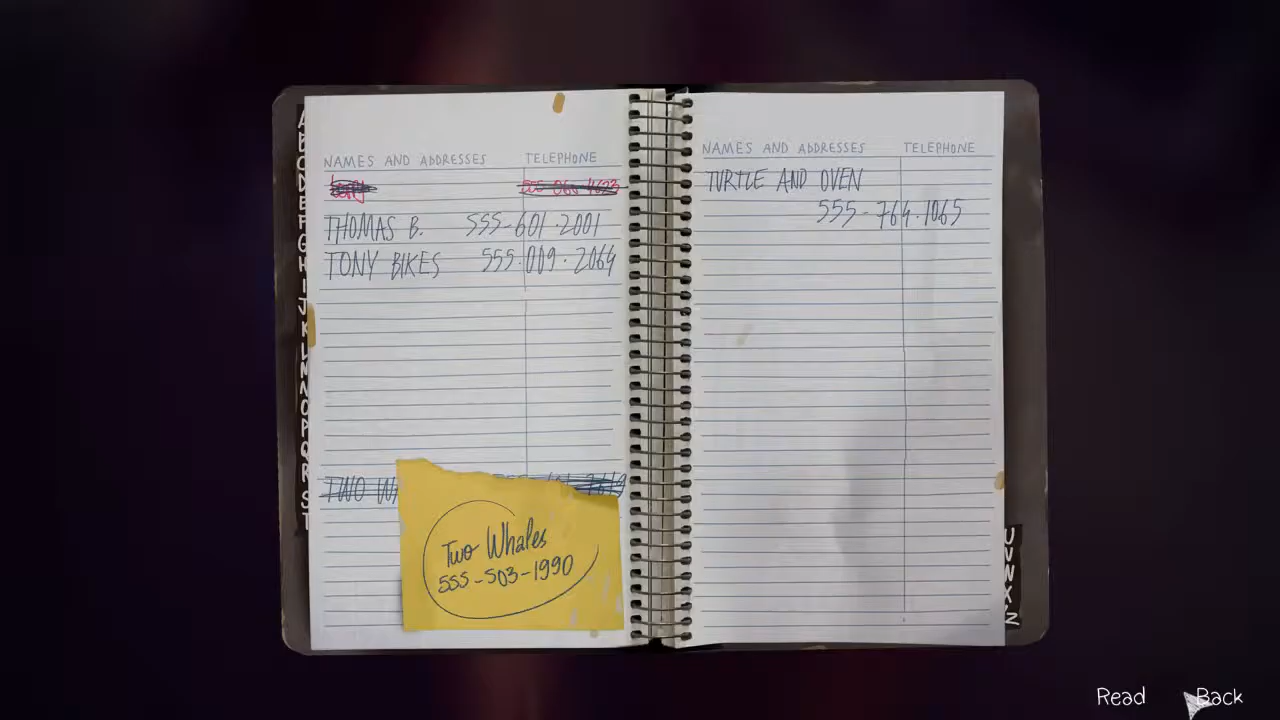 A
B
C
D
E
F
G
H
I
J
K
L
M
N
O
P
Q
R
S
T
NAMES AND ADDRESSES TELEPHONE
THOMAS B. 555-601-2001
TONY BIKES 555-009-2064
TWO
Two Whales
555-503-1990
NAMES AND ADDRESSES TELEPHONE
TURTLE AND OVEN
555-764-1065
U
V
W
X
Z
Read Back